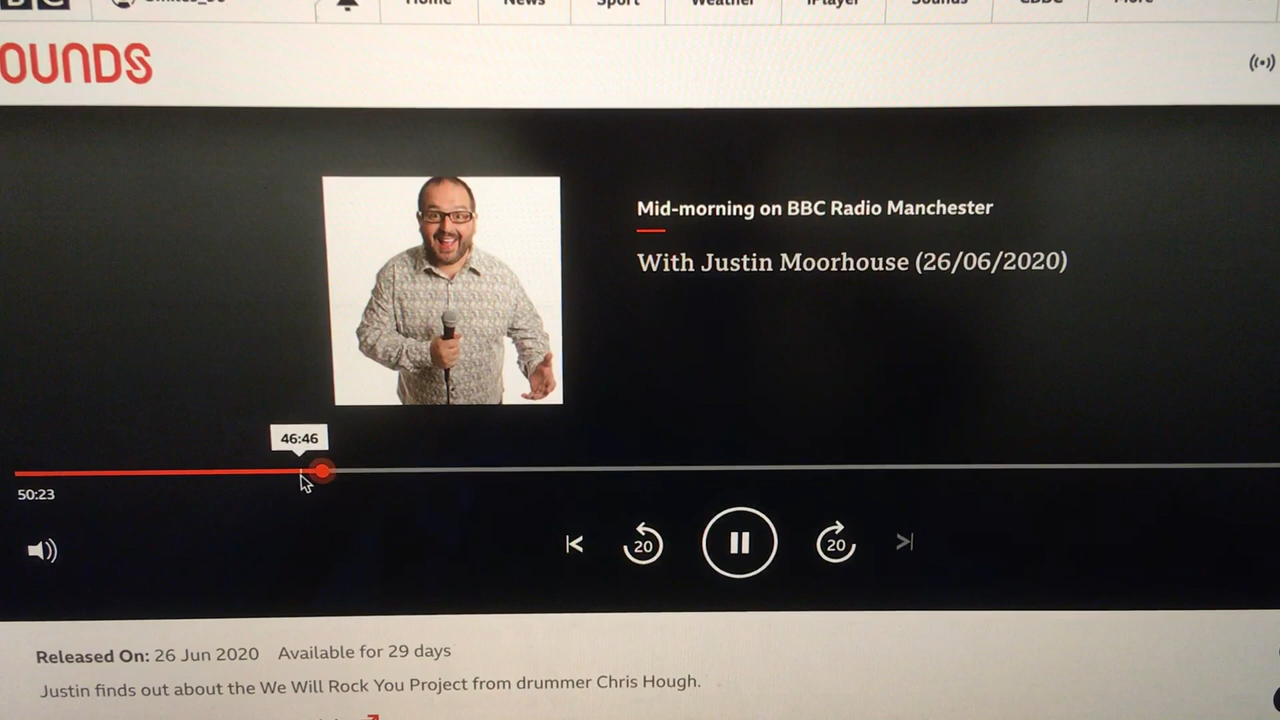 Home News Sport Weather iPlayer Sounds CBBC More
OUNDS
Mid-morning on BBC Radio Manchester
With Justin Moorhouse (26/06/2020)
46:46
50:23
20
20
Released On: 26 Jun 2020 Available for 29 days
Justin finds out about the We Will Rock You Project from drummer Chris Hough.